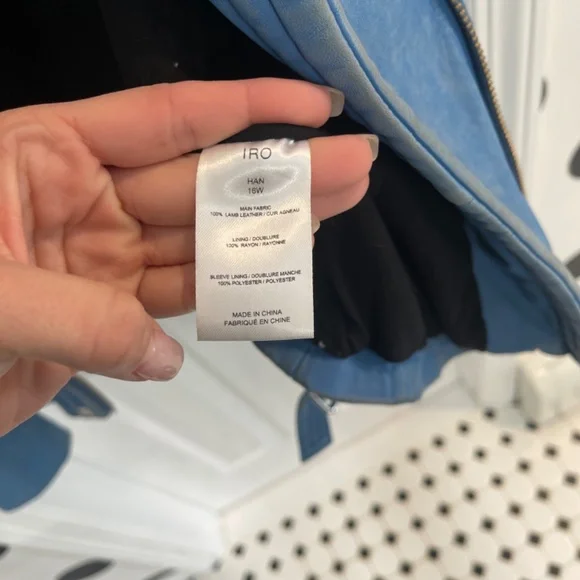 IRO
HAN
16W
MAIN FABRIC
100% LAMB LEATHER / CUIR AGNEAU
LINING / DOUBLURE
100% RAYON / RAYONNE
SLEEVE LINING / DOUBLURE MANCHE
100% POLYESTER / POLYESTER
MADE IN CHINA
FABRIQUÉ EN CHINE